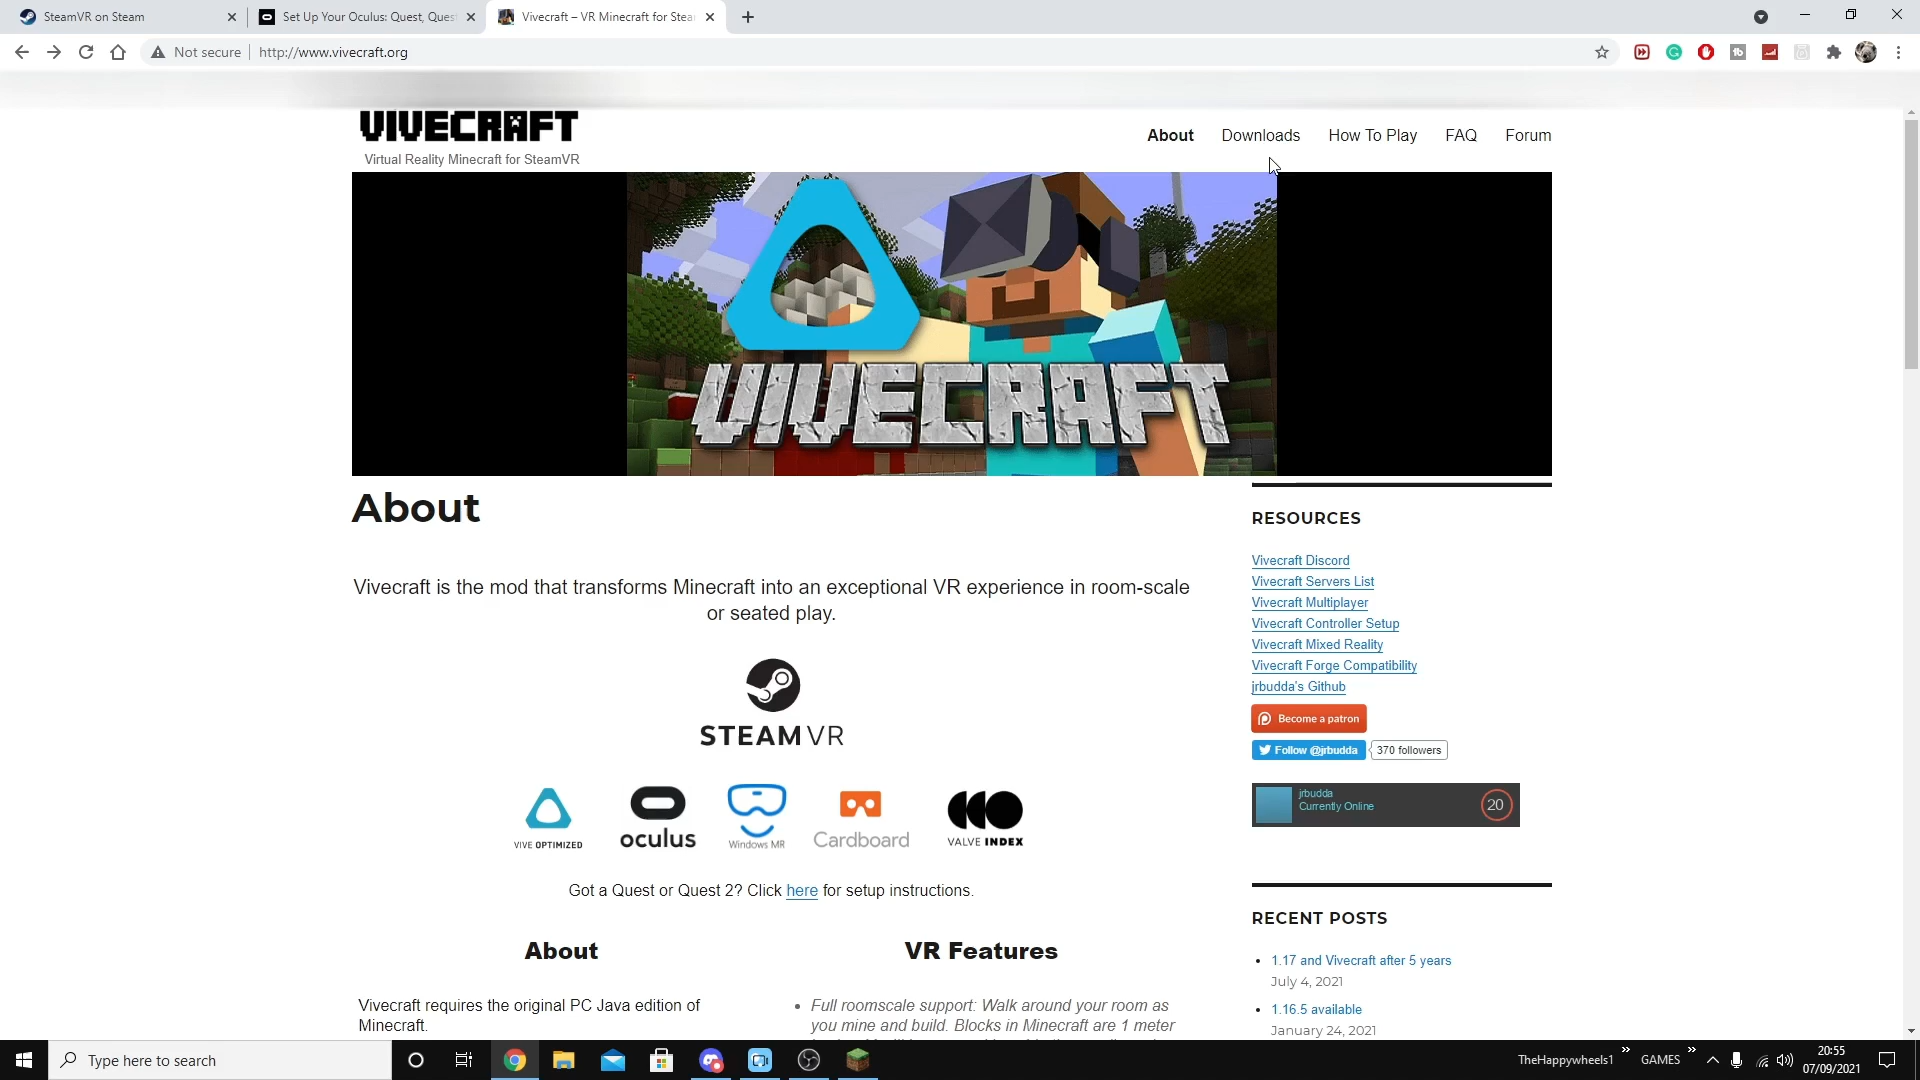 SteamVR on Steam
Set Up Your Oculus: Quest, Quest
Vivecraft – VR Minecraft for Stea
Not secure
http://www.vivecraft.org
VIVECRAFT
Virtual Reality Minecraft for SteamVR
About
Downloads
How To Play
FAQ
Forum
VIVECRAFT
About
Vivecraft is the mod that transforms Minecraft into an exceptional VR experience in room-scale
or seated play.
STEAM VR
VIVE OPTIMIZED
oculus
Windows MR
Cardboard
VALVE INDEX
Got a Quest or Quest 2? Click here for setup instructions.
About
Vivecraft requires the original PC Java edition of
Minecraft.
VR Features
• Full roomscale support: Walk around your room as
you mine and build. Blocks in Minecraft are 1 meter
RESOURCES
Vivecraft Discord
Vivecraft Servers List
Vivecraft Multiplayer
Vivecraft Controller Setup
Vivecraft Mixed Reality
Vivecraft Forge Compatibility
jrbudda's Github
Become a patron
Follow @jrbudda
370 followers
jrbudda
Currently Online
20
RECENT POSTS
• 1.17 and Vivecraft after 5 years
July 4, 2021
• 1.16.5 available
January 24, 2021
Type here to search
TheHappywheels1
GAMES
20:55
07/09/2021